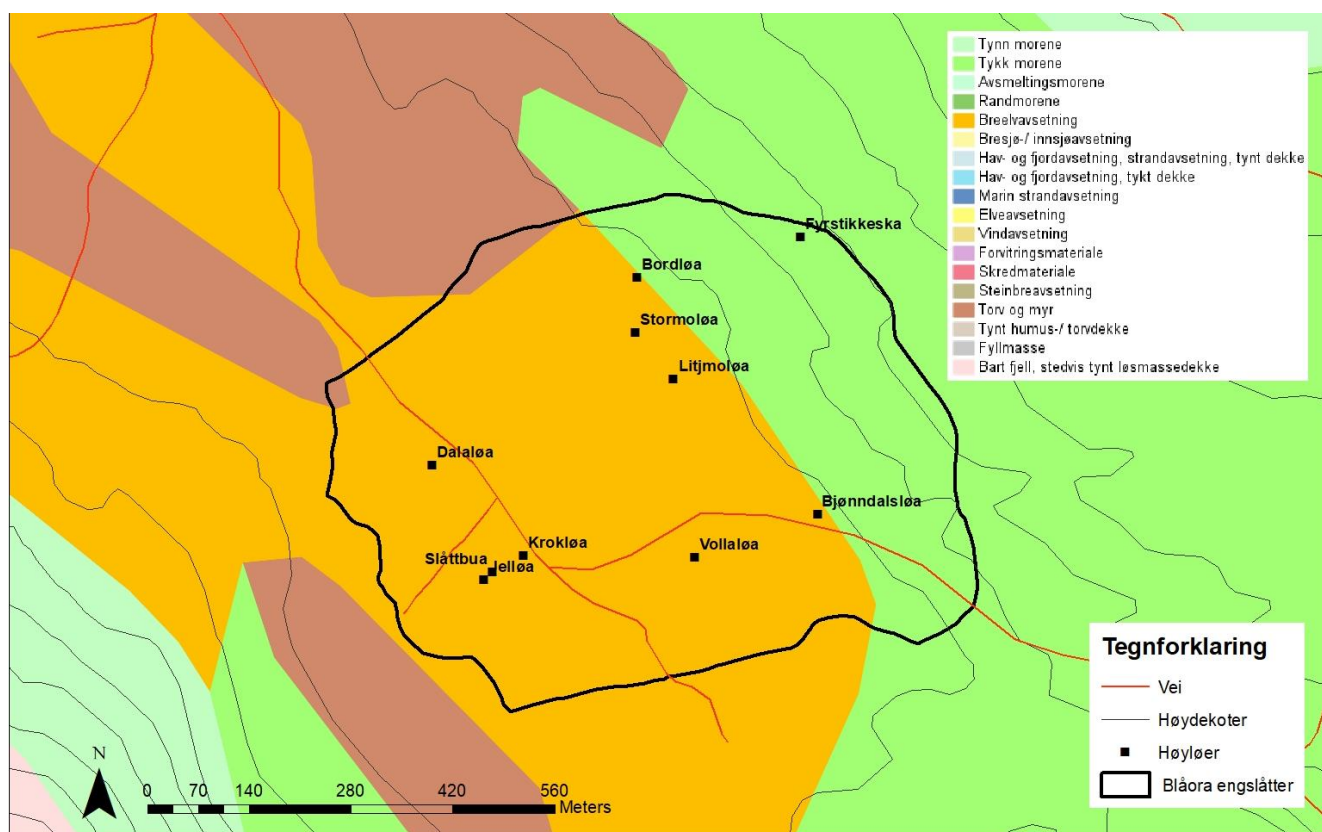 Tynn morene
Tykk morene
Avsmeltingsmorene
Randmorene
Breelvavsetning
Bresjø-/ innsjøavsetning
Hav- og fjordavsetning, strandavsetning, tynt dekke
Hav- og fjordavsetning, tykt dekke
Marin strandavsetning
Elveavsetning
Vindavsetning
Forvitringsmateriale
Skredmateriale
Steinbreavsetning
Torv og myr
Tynt humus-/ torvdekke
Fyllmasse
Bart fjell, stedvis tynt løsmassedekke
Fyrstikkeska
Bordløa
Stormoløa
Litjmoløa
Dalaløa
Bjønndalsløa
Krokløa
Vollaløa
Slåttbua
Jelløa
Tegnforklaring
Vei
Høydekoter
Høyløer
Blåora engslåtter
N
0 70 140 280 420 560
Meters